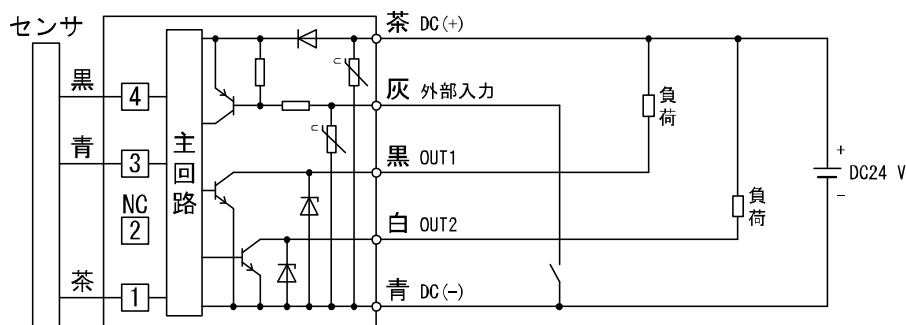 センサ
黒
4
青
3
NC
2
茶
1
主回路
茶 DC(+)
灰 外部入力
黒 OUT1
白 OUT2
青 DC(-)
負荷
負荷
+
DC24 V
-